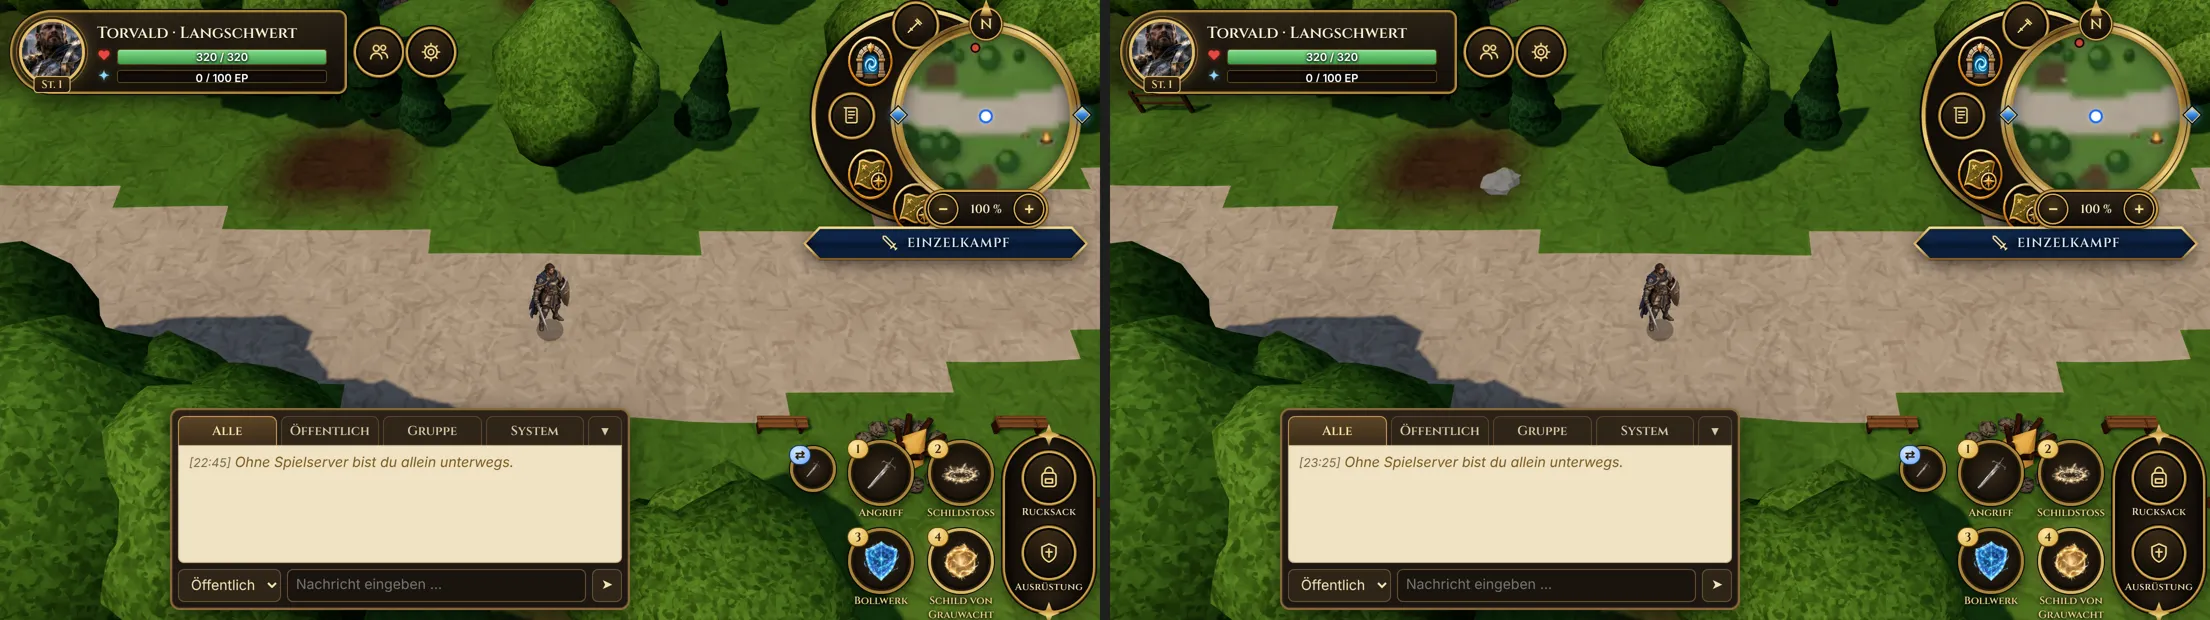 TORVALD · LANGSCHWERT
320 / 320
0 / 100 EP
ST. 1
N
100 %
EINZELKAMPF
ALLE
ÖFFENTLICH
GRUPPE
SYSTEM
[22:45] Ohne Spielserver bist du allein unterwegs.
Öffentlich
Nachricht eingeben ...
1
ANGRIFF
2
SCHILDSTOSS
3
BOLLWERK
4
SCHILD VON
GRAUWACHT
RUCKSACK
AUSRÜSTUNG
TORVALD · LANGSCHWERT
320 / 320
0 / 100 EP
ST. 1
N
100 %
EINZELKAMPF
ALLE
ÖFFENTLICH
GRUPPE
SYSTEM
[23:25] Ohne Spielserver bist du allein unterwegs.
Öffentlich
Nachricht eingeben ...
1
ANGRIFF
2
SCHILDSTOSS
3
BOLLWERK
4
SCHILD VON
GRAUWACHT
RUCKSACK
AUSRÜSTUNG